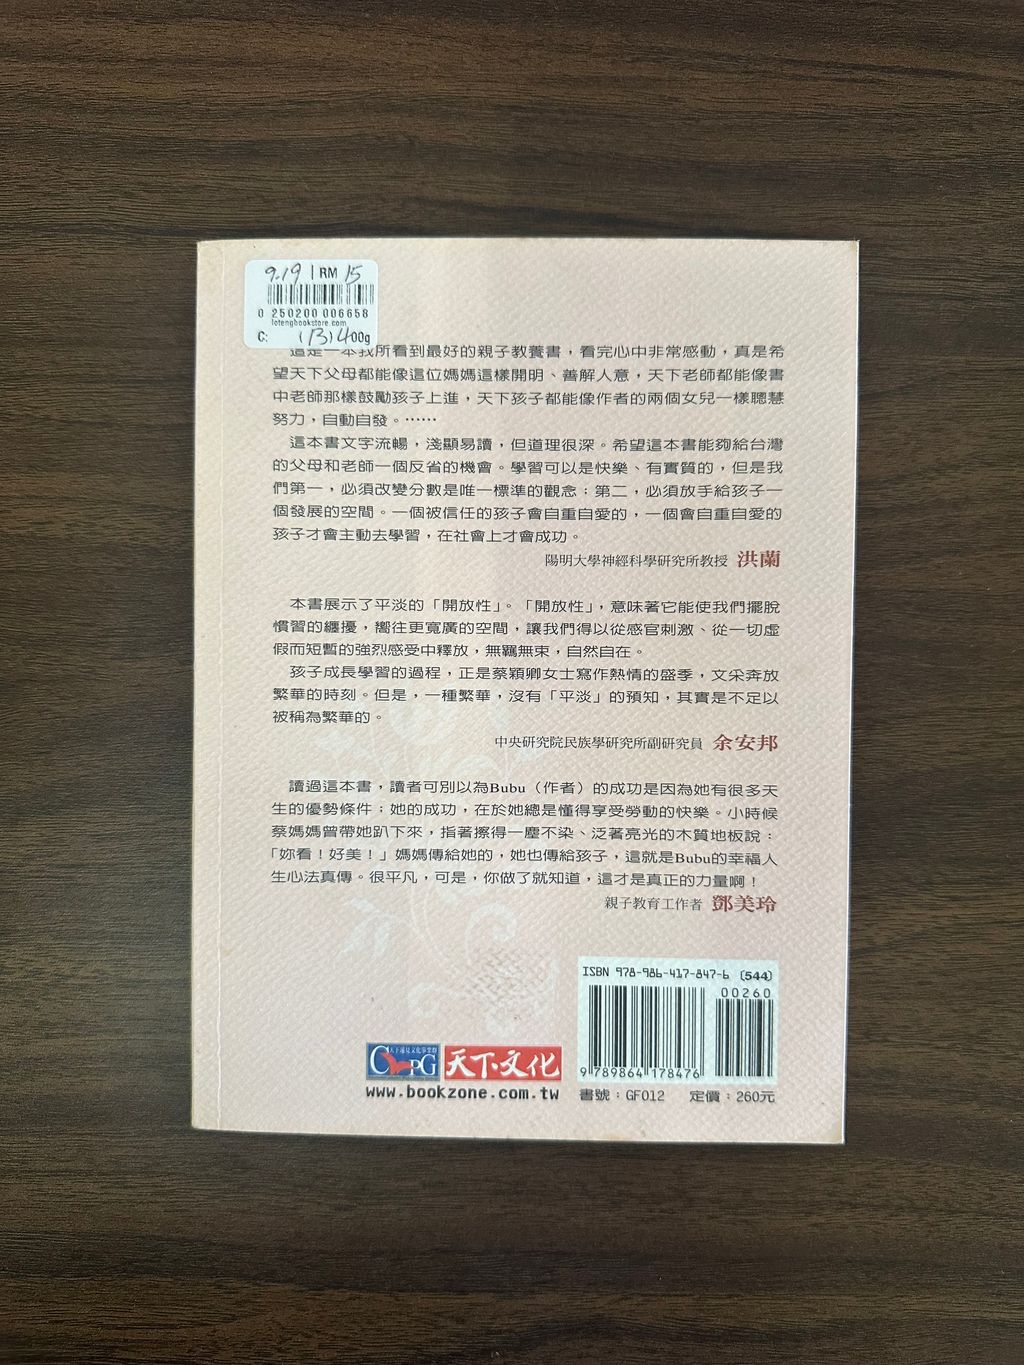 9.19 | RM 15
0 250200 006658
lotengbookstore.com
C: (B) 400g
這是一本我所看到最好的親子教養書，看完心中非常感動，真是希
望天下父母都能像這位媽媽這樣開明、善解人意，天下老師都能像書
中老師那樣鼓勵孩子上進，天下孩子都能像作者的兩個女兒一樣聰慧
努力，自動自發。……
這本書文字流暢，淺顯易讀，但道理很深。希望這本書能夠給台灣
的父母和老師一個反省的機會。學習可以是快樂、有實質的，但是我
們第一，必須改變分數是唯一標準的觀念；第二，必須放手給孩子一
個發展的空間。一個被信任的孩子會自重自愛的，一個會自重自愛的
孩子才會主動去學習，在社會上才會成功。
陽明大學神經科學研究所教授 洪蘭
本書展示了平淡的「開放性」。「開放性」，意味著它能使我們擺脫
慣習的纏擾，嚮往更寬廣的空間，讓我們得以從感官刺激、從一切虛
假而短暫的強烈感受中釋放，無羈無束，自然自在。
孩子成長學習的過程，正是蔡穎卿女士寫作熱情的盛季，文采奔放
繁華的時刻。但是，一種繁華，沒有「平淡」的預知，其實是不足以
被稱為繁華的。
中央研究院民族學研究所副研究員 余安邦
讀過這本書，讀者可別以為Bubu（作者）的成功是因為她有很多天
生的優勢條件；她的成功，在於她總是懂得享受勞動的快樂。小時候
蔡媽媽曾帶她趴下來，指著擦得一塵不染、泛著亮光的木質地板說：
「妳看！好美！」媽媽傳給她的，她也傳給孩子，這就是Bubu的幸福人
生心法真傳。很平凡，可是，你做了就知道，這才是真正的力量啊！
親子教育工作者 鄧美玲
ISBN 978-986-417-847-6 (544)
00260
9 789864 178476
天下遠見文化事業群
CWPG 天下文化
www.bookzone.com.tw
書號：GF012 定價：260元